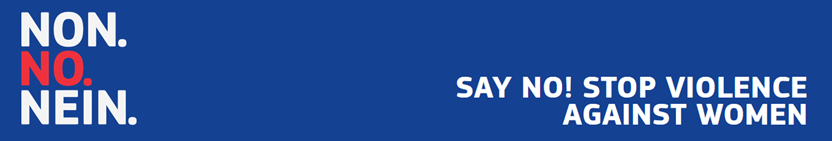 NON.
NO.
NEIN.
SAY NO! STOP VIOLENCE
AGAINST WOMEN